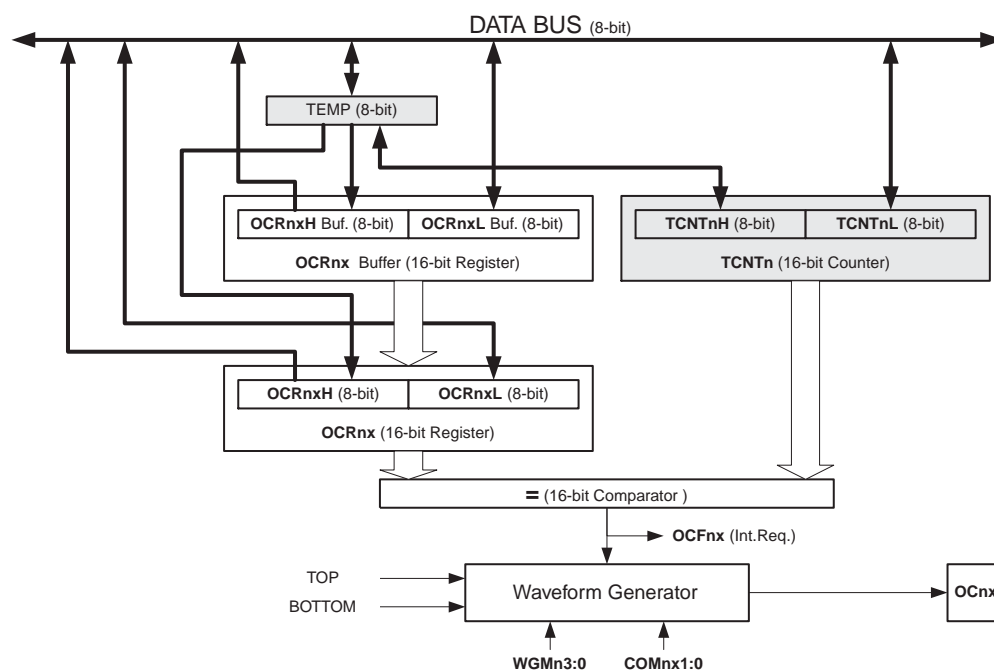 DATA BUS (8-bit)
TEMP (8-bit)
OCRnxH Buf. (8-bit) OCRnxL Buf. (8-bit)
OCRnx Buffer (16-bit Register)
TCNTnH (8-bit) TCNTnL (8-bit)
TCNTn (16-bit Counter)
OCRnxH (8-bit) OCRnxL (8-bit)
OCRnx (16-bit Register)
= (16-bit Comparator )
OCFnx (Int.Req.)
TOP
BOTTOM
Waveform Generator
OCnx
WGMn3:0 COMnx1:0